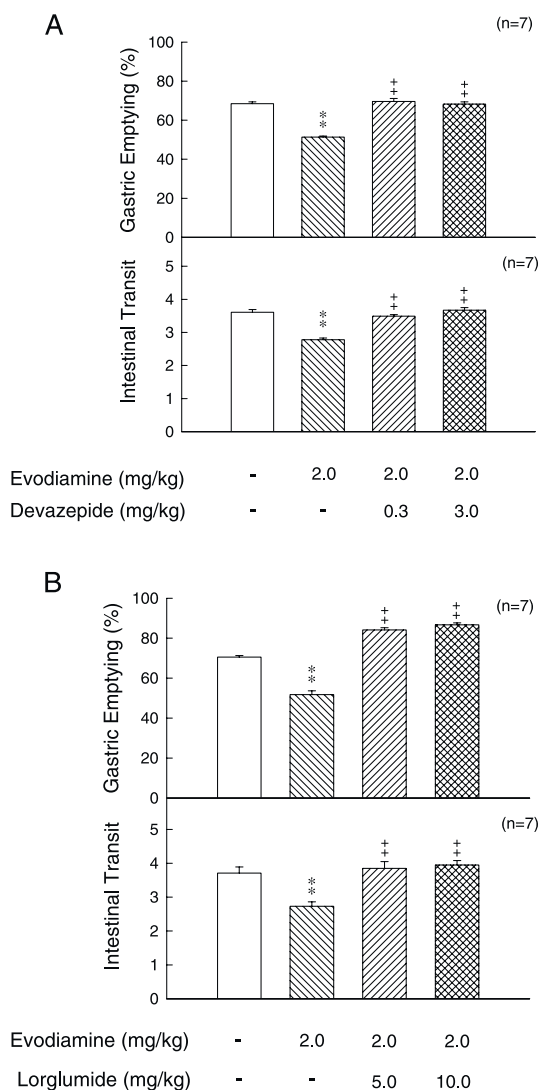 A
(n=7)
Gastric Emptying (%)
100
80
60
40
20
0
**
++
++
(n=7)
Intestinal Transit
5
4
3
2
1
0
**
++
++
Evodiamine (mg/kg) - 2.0 2.0 2.0
Devazepide (mg/kg) - - 0.3 3.0
B
(n=7)
Gastric Emptying (%)
100
80
60
40
20
0
**
++
++
(n=7)
Intestinal Transit
5
4
3
2
1
0
**
++
++
Evodiamine (mg/kg) - 2.0 2.0 2.0
Lorglumide (mg/kg) - - 5.0 10.0